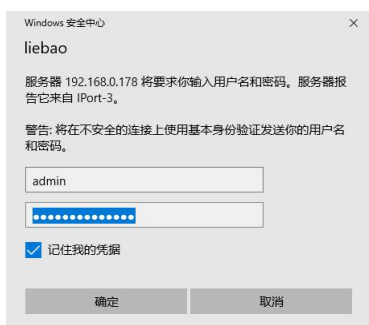 Windows 安全中心
liebao
服务器 192.168.0.178 将要求你输入用户名和密码。服务器报
告它来自 IPort-3。
警告: 将在不安全的连接上使用基本身份验证发送你的用户名
和密码。
admin
●●●●●●●●●●●●●●
记住我的凭据
确定
取消